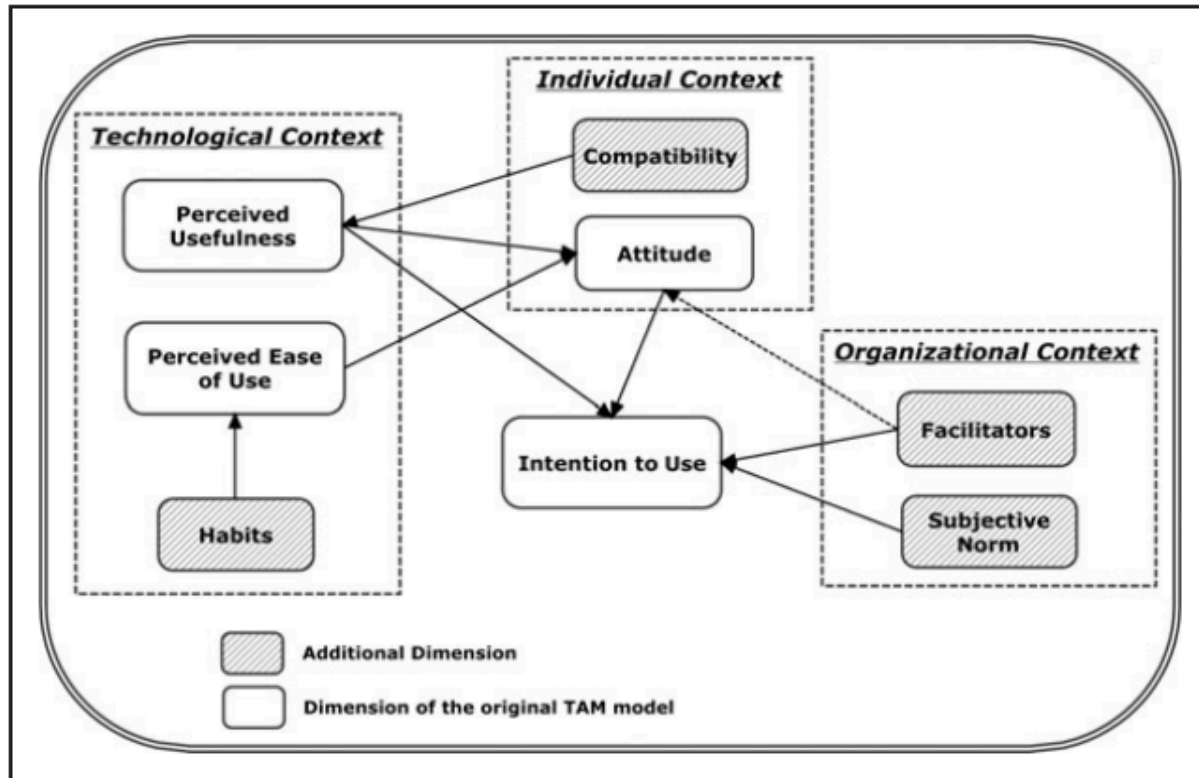 Individual Context
Technological Context
Compatibility
Perceived
Usefulness
Attitude
Perceived Ease
of Use
Organizational Context
Facilitators
Intention to Use
Subjective
Norm
Habits
Additional Dimension
Dimension of the original TAM model